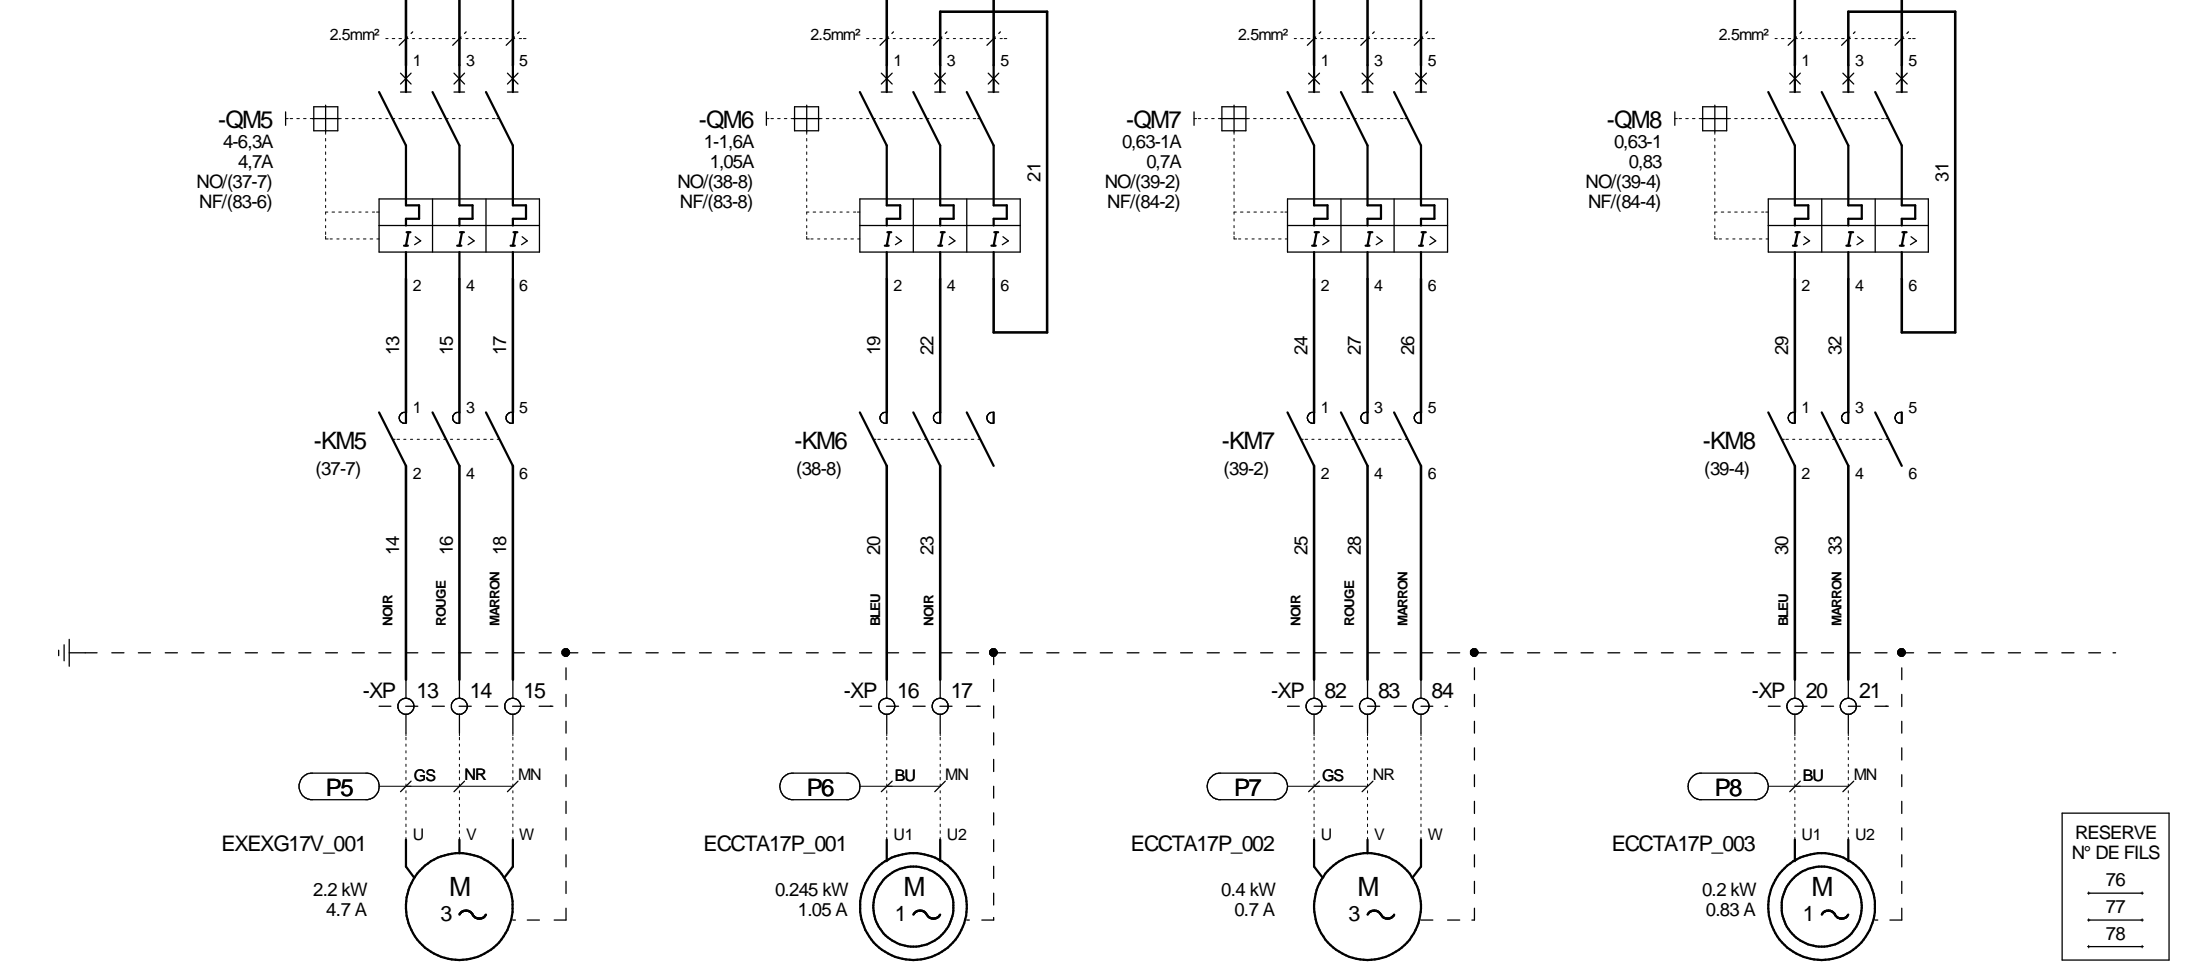 2.5mm²
1 3 5
-QM5
4-6,3A
4,7A
NO/(37-7)
NF/(83-6)
I> I> I>
2 4 6
13 15 17
-KM5
(37-7)
1 3 5
2 4 6
14 16 18
NOIR ROUGE MARRON
-XP 13 14 15
P5 GS NR MN
EXEXG17V_001
U V W
2.2 kW
4.7 A
M
3
2.5mm²
1 3 5
-QM6
1-1,6A
1,05A
NO/(38-8)
NF/(83-8)
21
I> I> I>
2 4 6
19 22
-KM6
(38-8)
20 23
BLEU NOIR
-XP 16 17
P6 BU MN
ECCTA17P_001
U1 U2
0.245 kW
1.05 A
M
1
2.5mm²
1 3 5
-QM7
0,63-1A
0,7A
NO/(39-2)
NF/(84-2)
I> I> I>
2 4 6
24 27 26
-KM7
(39-2)
1 3 5
2 4 6
25 28
NOIR ROUGE MARRON
-XP 82 83 84
P7 GS NR
ECCTA17P_002
U V W
0.4 kW
0.7 A
M
3
2.5mm²
1 3 5
-QM8
0,63-1
0,83
NO/(39-4)
NF/(84-4)
31
I> I> I>
2 4 6
29 32
-KM8
(39-4)
1 3 5
2 4 6
30 33
BLEU MARRON
-XP 20 21
P8 BU MN
ECCTA17P_003
U1 U2
0.2 kW
0.83 A
M
1
RESERVE
N° DE FILS
76
77
78